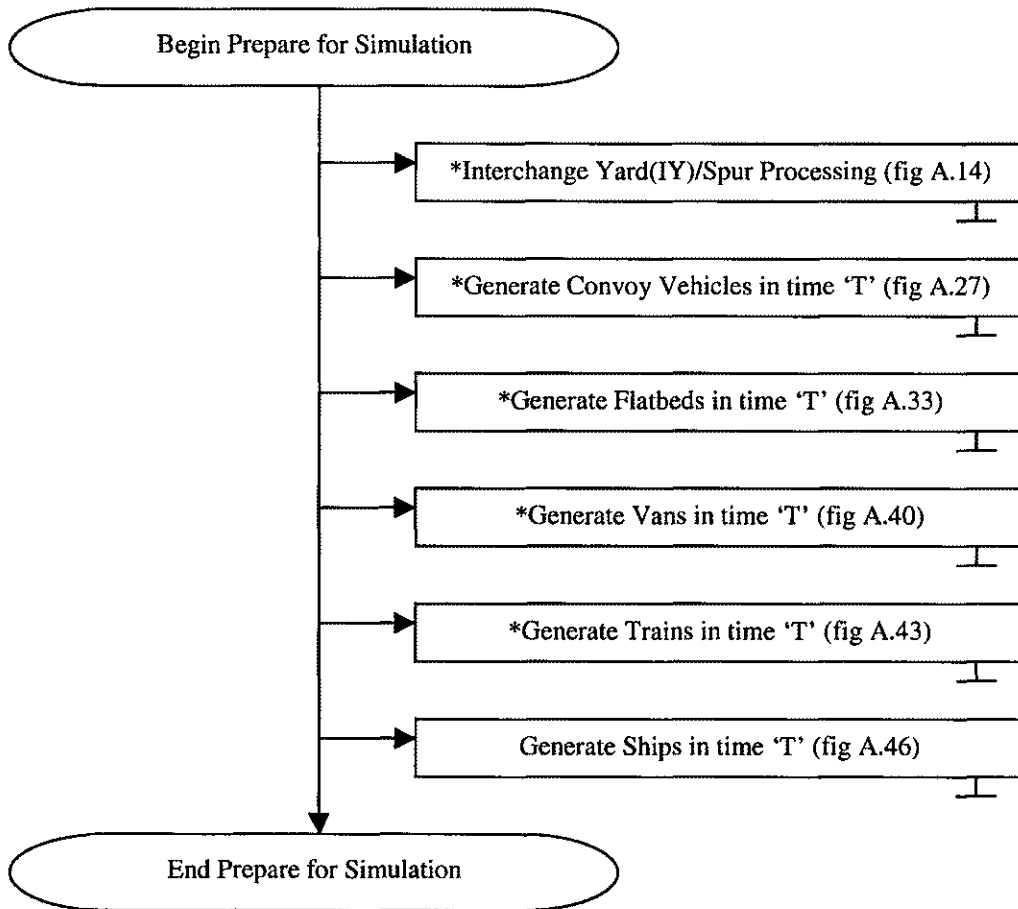 Begin Prepare for Simulation
*Interchange Yard(IY)/Spur Processing (fig A.14)
*Generate Convoy Vehicles in time ‘T’ (fig A.27)
*Generate Flatbeds in time ‘T’ (fig A.33)
*Generate Vans in time ‘T’ (fig A.40)
*Generate Trains in time ‘T’ (fig A.43)
Generate Ships in time ‘T’ (fig A.46)
End Prepare for Simulation